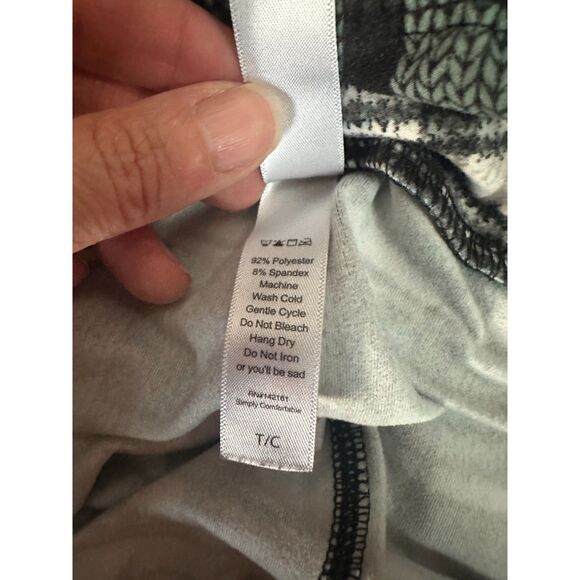 92% Polyester
8% Spandex
Machine
Wash Cold
Gentle Cycle
Do Not Bleach
Hang Dry
Do Not Iron
or you'll be sad
RN#142161
Simply Comfortable
T/C